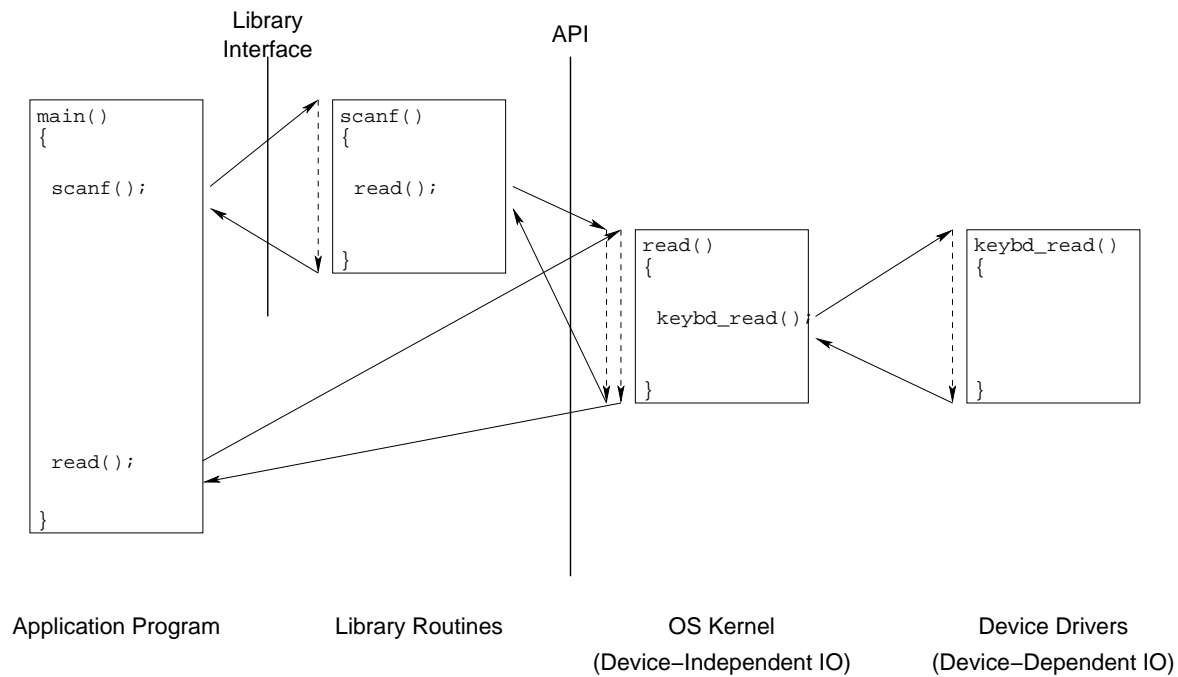 Library
Interface
API
main()
{
scanf();
read();
}
scanf()
{
read();
}
read()
{
keybd_read();
}
keybd_read()
{
}
Application Program
Library Routines
OS Kernel
(Device−Independent IO)
Device Drivers
(Device−Dependent IO)